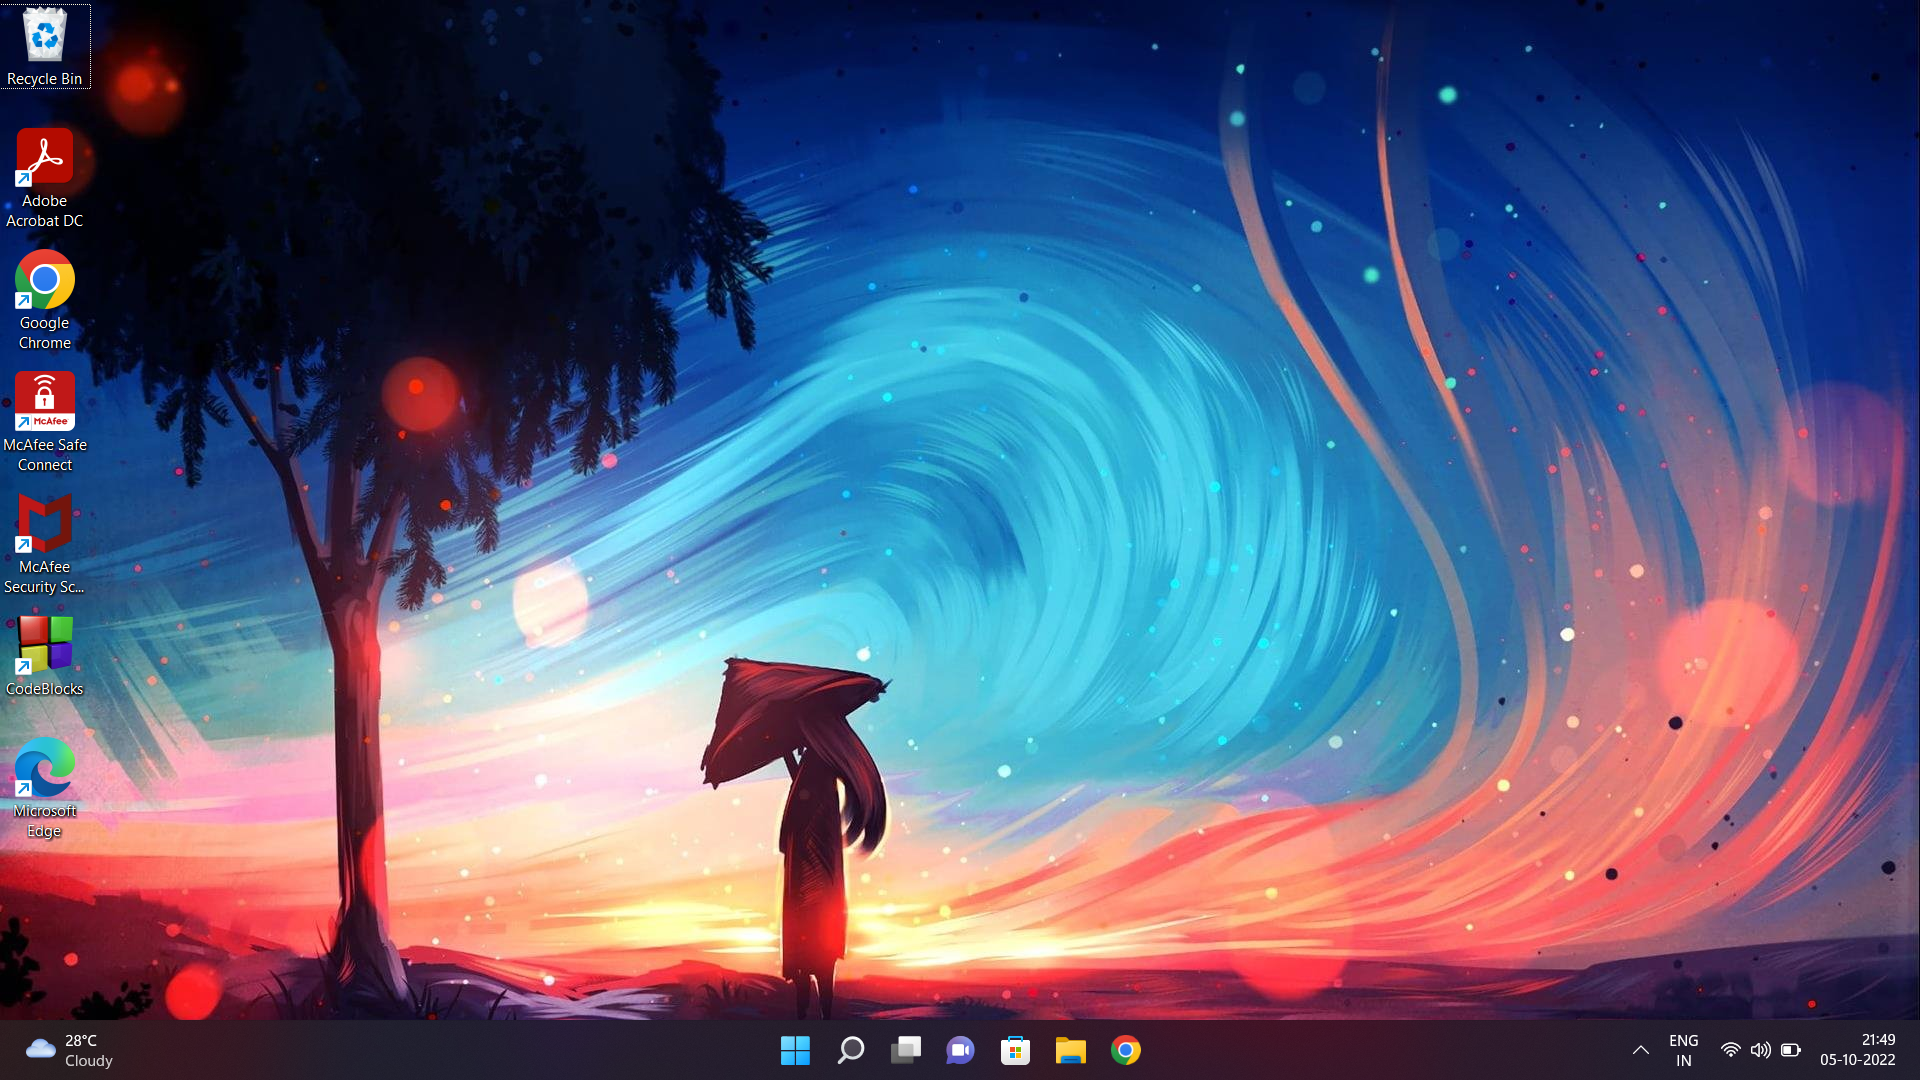 Recycle Bin
Adobe
Acrobat DC
Google
Chrome
McAfee
McAfee Safe
Connect
McAfee
Security Sc...
CodeBlocks
Microsoft
Edge
28°C
Cloudy
ENG
IN
21:49
05-10-2022